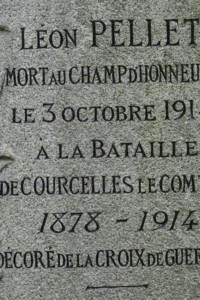 LÉON PELLET
MORT AU CHAMP D'HONNEU
LE 3 OCTOBRE 191
À LA BATAILLE
DE COURCELLES LE COM
1878 - 1914
DÉCORÉ DE LA CROIX DE GUER